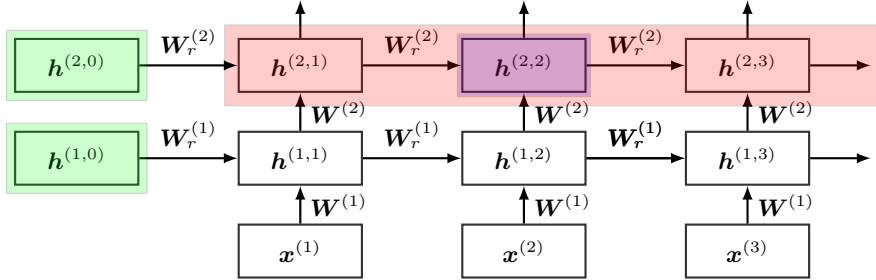 h^(2,0) W_r^(2) h^(2,1) W_r^(2) h^(2,2) W_r^(2) h^(2,3)
W^(2) W^(2) W^(2)
h^(1,0) W_r^(1) h^(1,1) W_r^(1) h^(1,2) W_r^(1) h^(1,3)
W^(1) W^(1) W^(1)
x^(1) x^(2) x^(3)